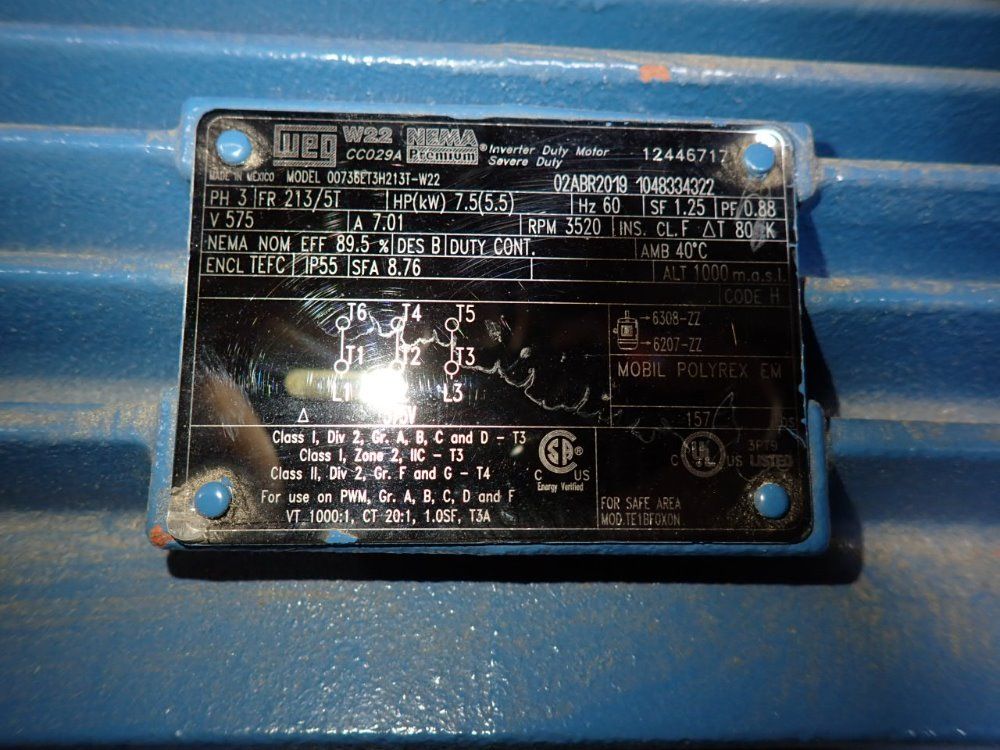 WEG W22 NEMA Premium® Inverter Duty Motor 12446717
CC029A Severe Duty
MADE IN MEXICO MODEL 00736ET3H213T-W22 02ABR2019 1048334322
PH 3 FR 213/5T HP(kW) 7.5(5.5) Hz 60 SF 1.25 PF 0.88
V 575 A 7.01 RPM 3520 INS. CL. F ΔT 80 K
NEMA NOM EFF 89.5 % DES B DUTY CONT. AMB 40°C
ENCL TEFC IP55 SFA 8.76 ALT 1000 m.a.s.l.
CODE H
T6 T4 T5
→6308-ZZ
→6207-ZZ
T1 T2 T3
MOBIL POLYREX EM
L1 L3
Δ 157
Class I, Div 2, Gr. A, B, C and D - T3
Class I, Zone 2, IIC - T3
Class II, Div 2, Gr. F and G - T4
For use on PWM, Gr. A, B, C, D and F
VT 1000:1, CT 20:1, 1.0SF, T3A
CSA
C US
Energy Verified
C UL US 3PT9
LISTED
FOR SAFE AREA
MOD.TE1BF0X0N